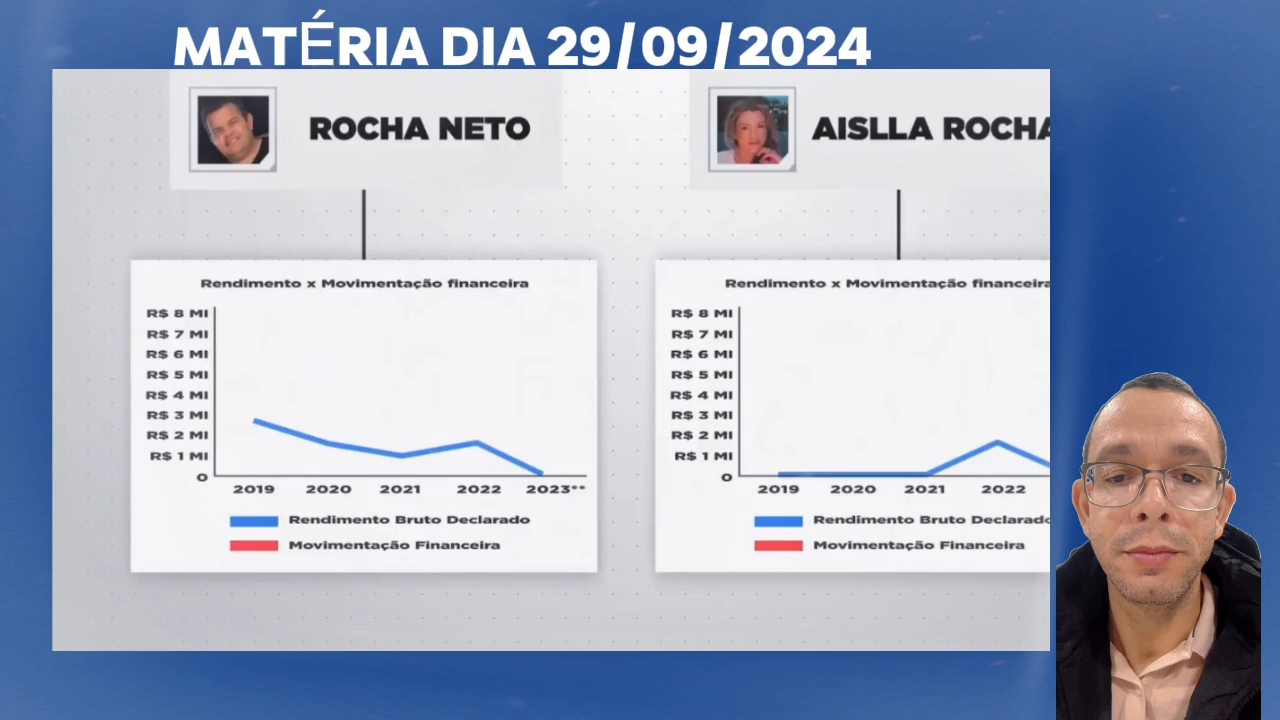 MATÉRIA DIA 29/09/2024
ROCHA NETO
Rendimento x Movimentação financeira
R$ 8 MI
R$ 7 MI
R$ 6 MI
R$ 5 MI
R$ 4 MI
R$ 3 MI
R$ 2 MI
R$ 1 MI
0
2019 2020 2021 2022 2023**
Rendimento Bruto Declarado
Movimentação Financeira
AISLLA ROCHA
Rendimento x Movimentação financeira
R$ 8 MI
R$ 7 MI
R$ 6 MI
R$ 5 MI
R$ 4 MI
R$ 3 MI
R$ 2 MI
R$ 1 MI
0
2019 2020 2021 2022
Rendimento Bruto Declarado
Movimentação Financeira